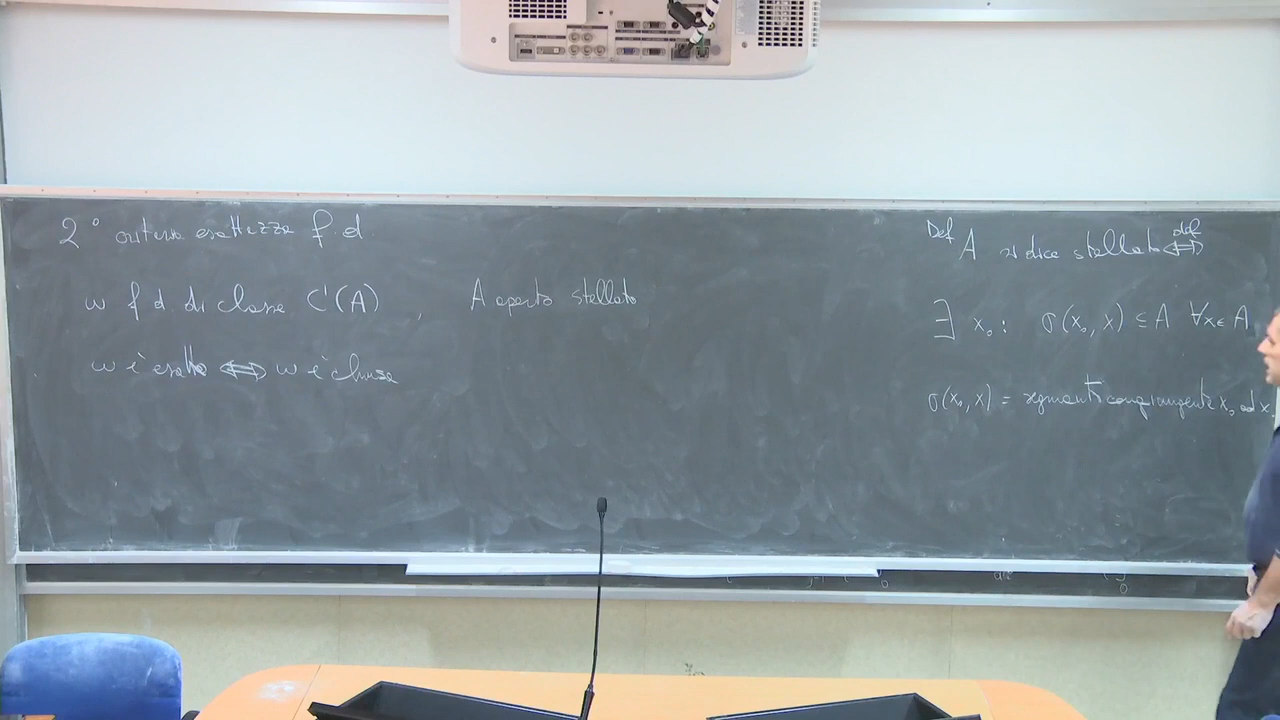 2° criterio esattezza f.d.
ω f d. di classe C¹(A), A aperto stellato
ω è esatta ⟺ ω è chiusa
Def A si dice stellato ⟺ def
∃ x₀: σ(x₀, x) ⊆ A ∀x∈A
σ(x₀, x) = segmento congiungente x₀ ad x